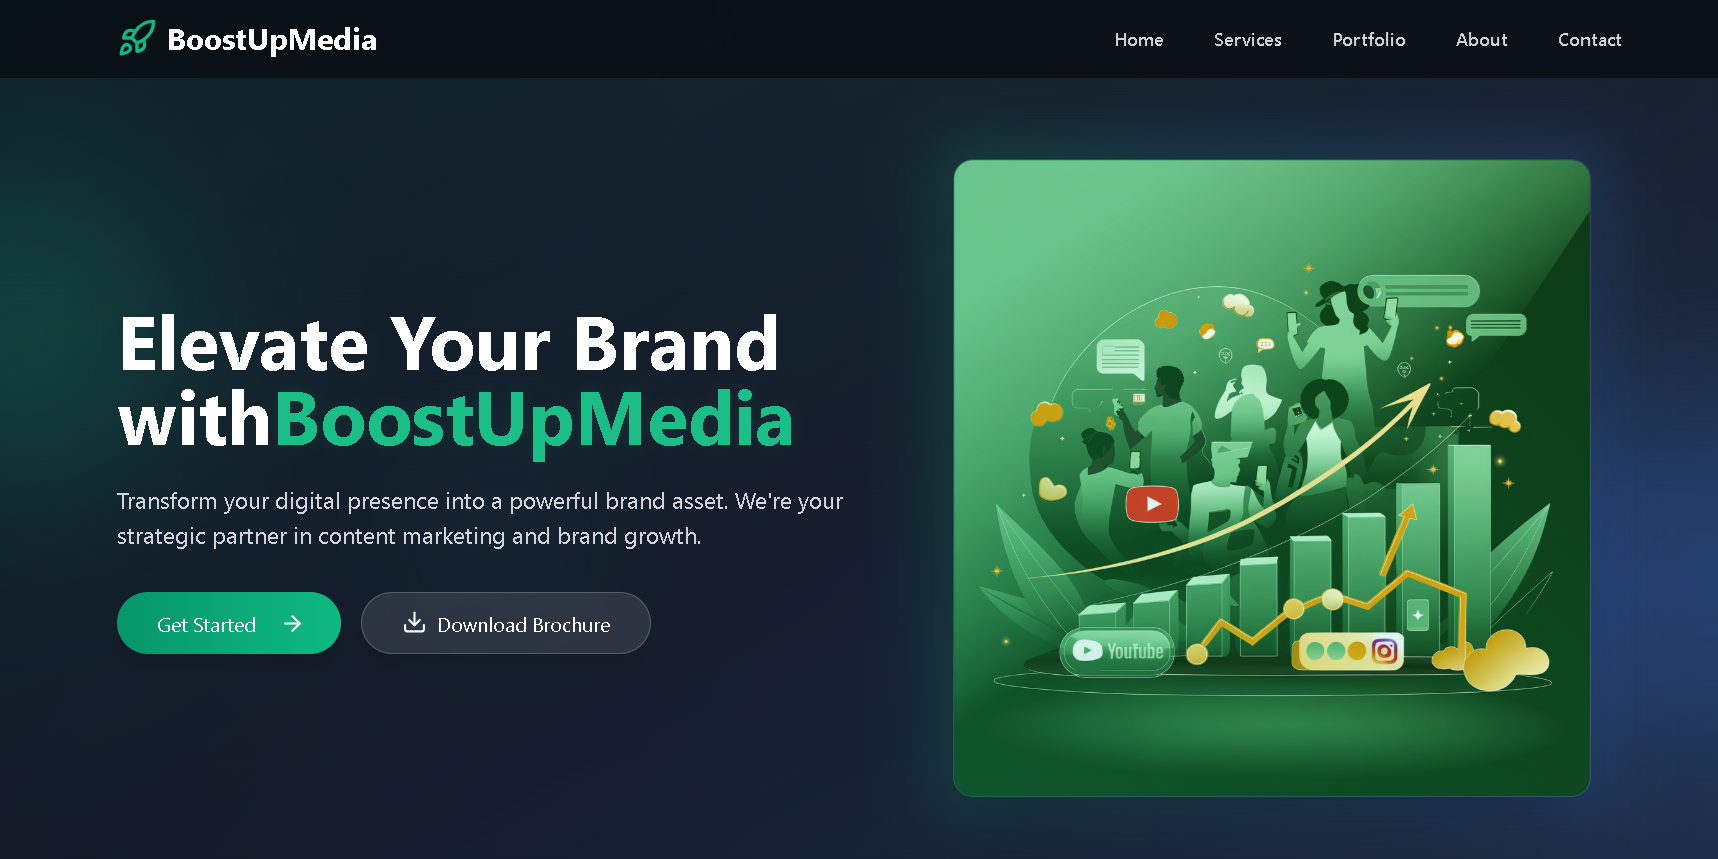 BoostUpMedia
Home
Services
Portfolio
About
Contact
Elevate Your Brand
withBoostUpMedia
Transform your digital presence into a powerful brand asset. We're your
strategic partner in content marketing and brand growth.
Get Started
Download Brochure
YouTube